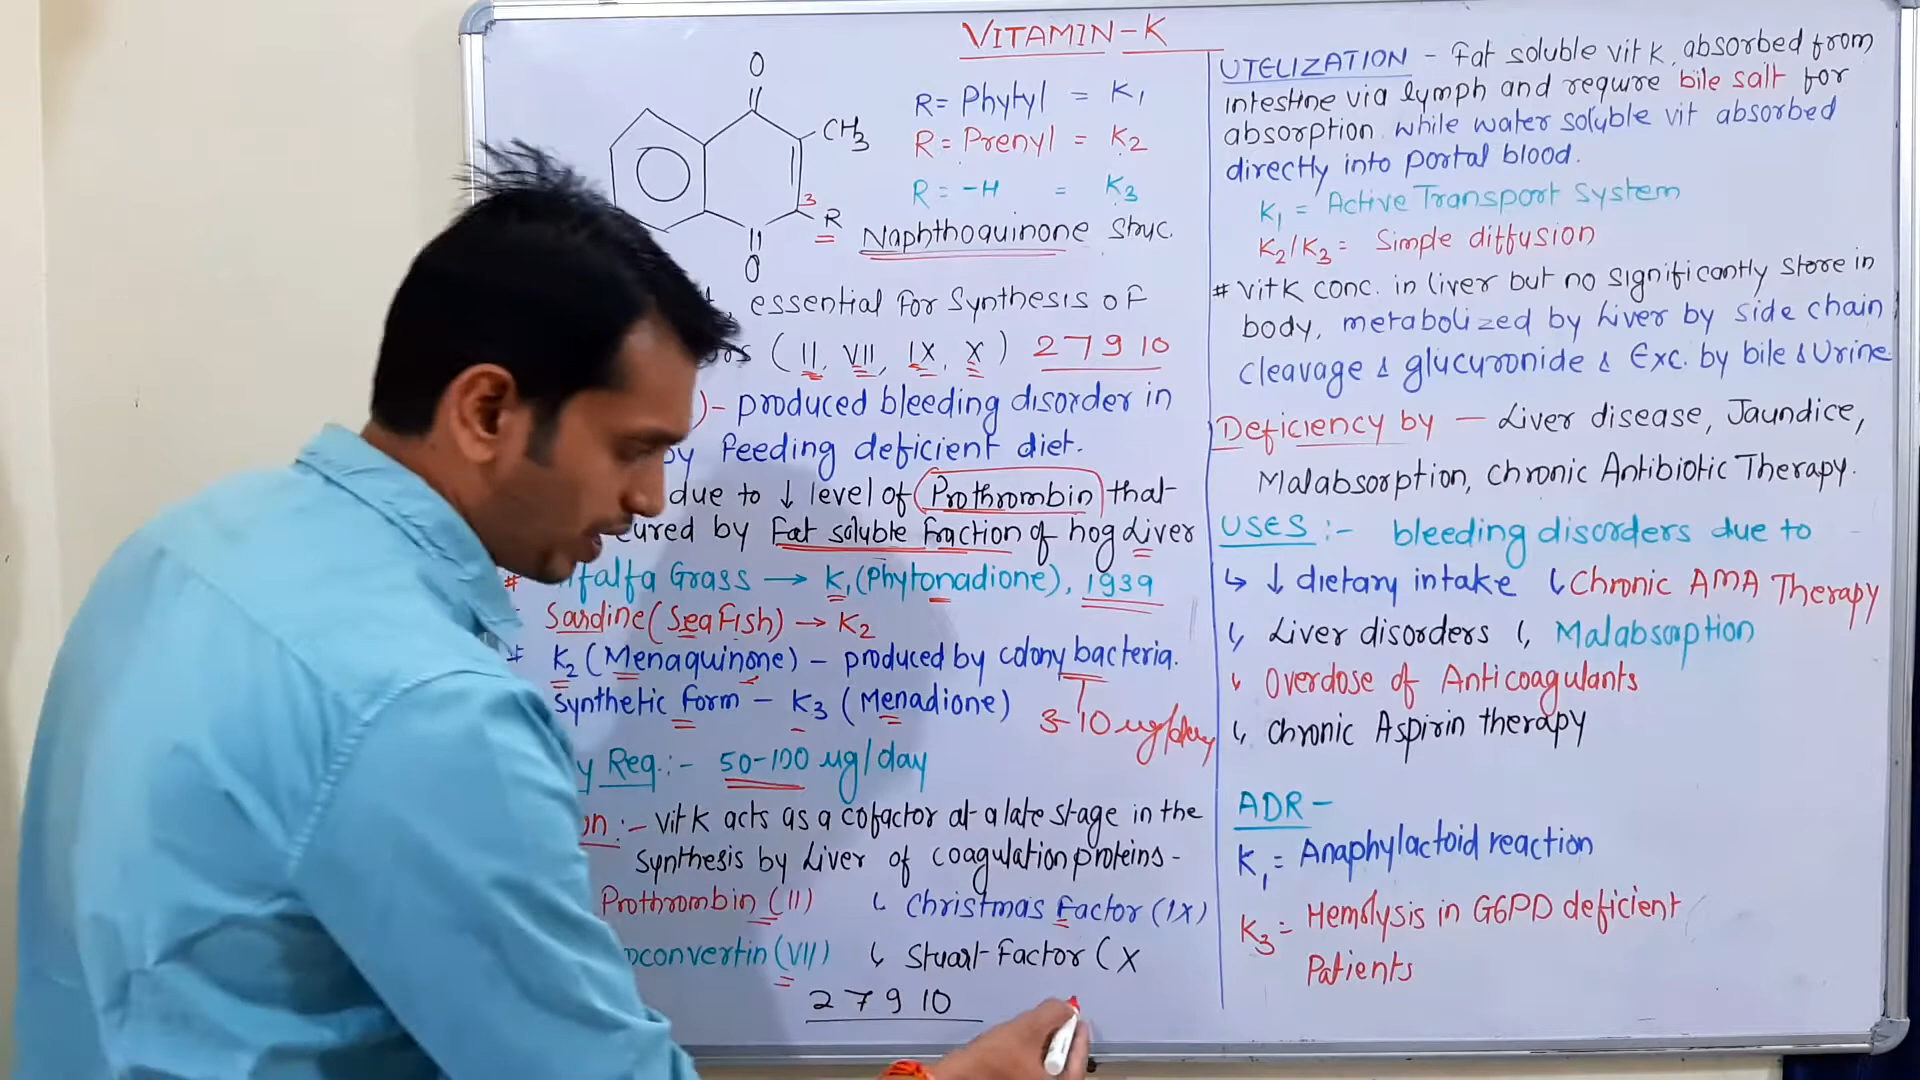 VITAMIN-K
O
CH3
3
R
O
R= Phytyl = K1
R= Prenyl = K2
R = -H = K3
Naphthoquinone Struc.
essential For Synthesis OF
(II, VII, IX, X) 2 7 9 10
)- produced bleeding disorder in
by feeding deficient diet.
due to ↓ level of (Prothrombin) that
cured by Fat soluble fraction of hog Liver
# Alfalfa Grass → K1 (Phytonadione), 1939
Sardine (Sea Fish) → K2
# K2 (Menaquinone) - produced by colony bacteria.
Synthetic form - K3 (Menadione)
3-10 ug/day
Req.:- 50-100 ug/day
:- Vit K acts as a cofactor at a late stage in the
Synthesis by Liver of coagulation proteins -
Prothrombin (II) ↳ Christmas Factor (IX)
convertin (VII) ↳ Stuart-Factor (X
2 7 9 10
UTELIZATION - Fat soluble vit K, absorbed from
intestine via lymph and requre bile salt for
absorption while water soluble vit absorbed
directly into portal blood.
K1 = Active Transport System
K2/K3 = Simple diffusion
# Vit K conc. in liver but no significantly store in
body, metabolized by Liver by side chain
cleavage & glucuronide & Exc. by bile & Urine
Deficiency by - Liver disease, Jaundice,
Malabsorption, chronic Antibiotic Therapy.
USES :- bleeding disorders due to
↳ ↓ dietary intake ↳ Chronic AMA Therapy
↳ Liver disorders ↳ Malabsorption
↳ Overdose of Anticoagulants
↳ Chronic Aspirin therapy
ADR -
K1 = Anaphylactoid reaction
K3 = Hemolysis in G6PD deficient
Patients